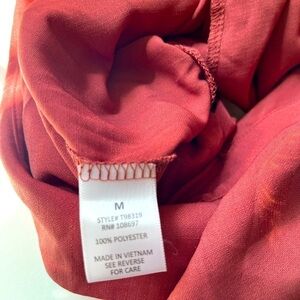 M
STYLE# T98319
RN# 108697
100% POLYESTER
MADE IN VIETNAM
SEE REVERSE
FOR CARE